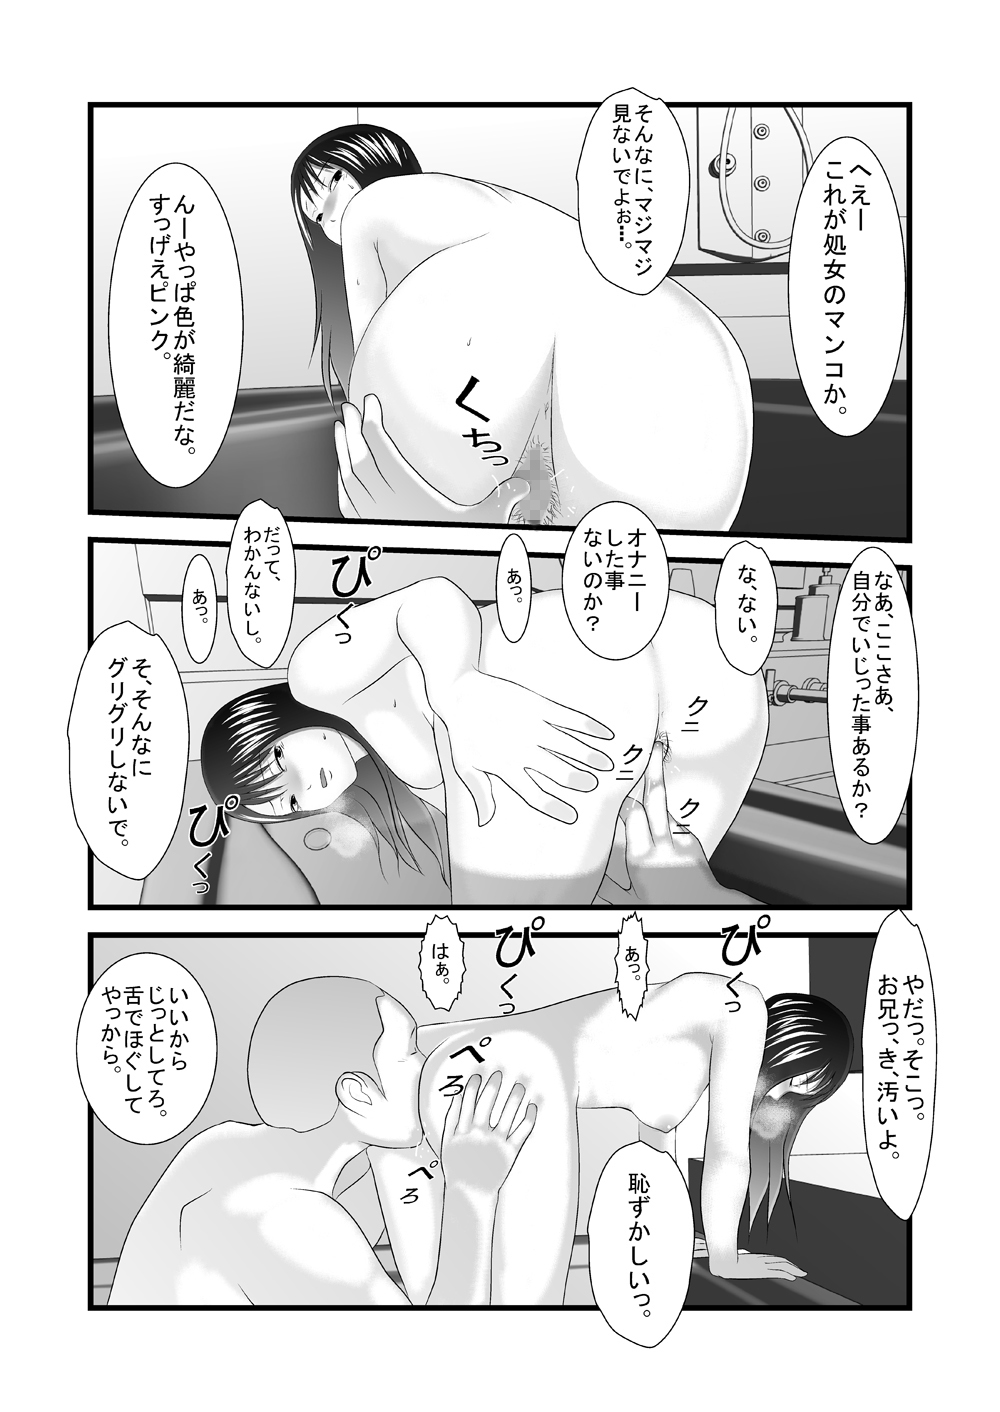 へえー
これが処女のマンコか。
そんなに、マジマジ
見ないでよぉ…。
んーやっぱ色が綺麗だな。
すっげえピンク。
くちっ
なあ、ここさあ、
自分でいじった事あるか?
な、ない。
オナニー
した事
ないのか?
あっ。
だって、
わかんないし。
あっ。
そ、そんなに
グリグリしないで。
ぴくっ
ぴくっ
クニ
クニ
クニ
やだっ。そこっ。
お兄っ、き、汚いよ。
ぴくっ
あっ。
ぴくっ
はぁ。
いいから
じっとしてろ。
舌でほぐして
やっから。
ぺろ
ぺろ
恥ずかしいっ。